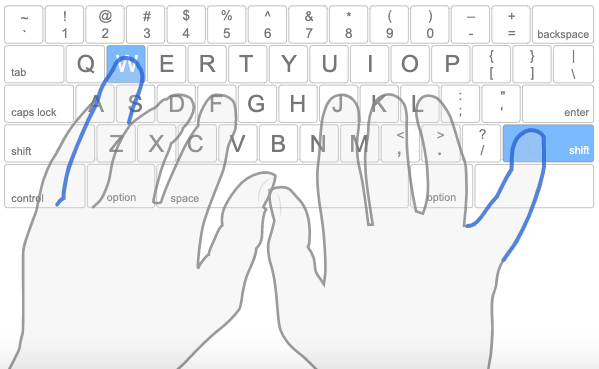 ~ ! @ # $ % ^ & * ( ) – +
` 1 2 3 4 5 6 7 8 9 0 - = backspace
tab Q W E R T Y U I O P { [ } ] | \
caps lock A S D F G H J K L : ; " ' enter
shift Z X C V B N M < , > . ? / shift
control option space option